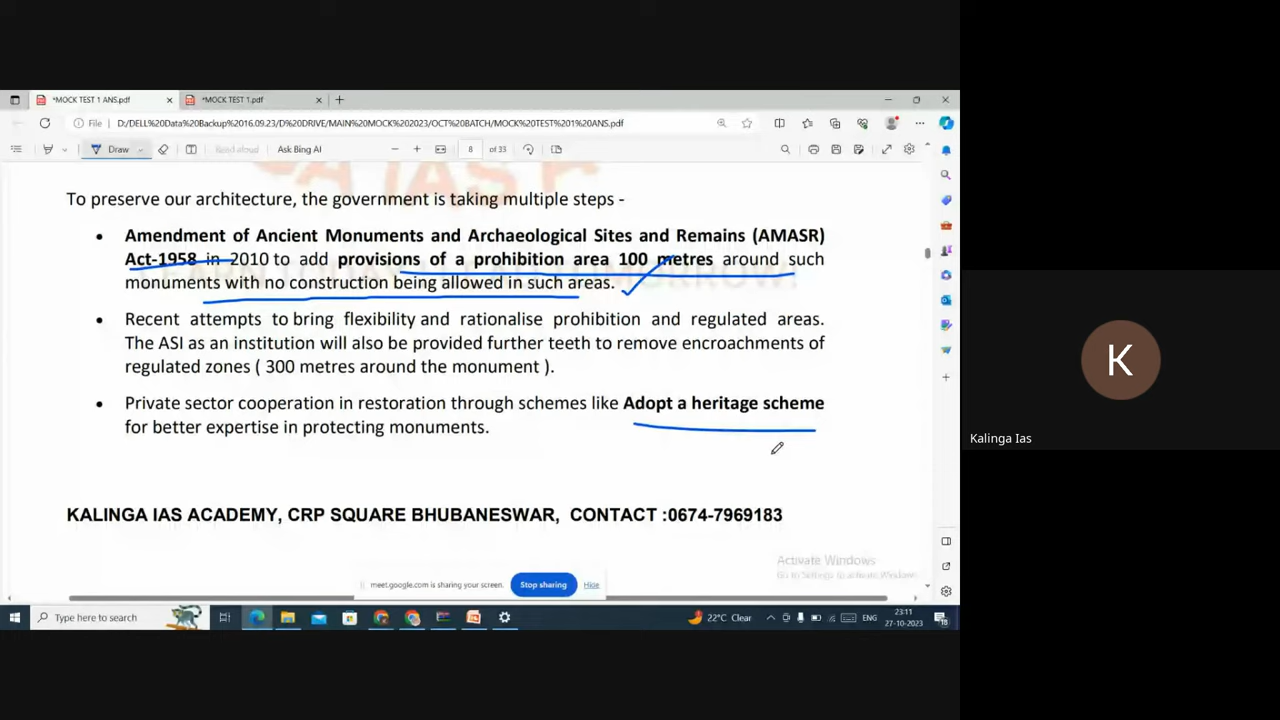 *MOCK TEST 1 ANS.pdf
*MOCK TEST 1.pdf
File
D:/DELL%20Data%20Backup%2016.09.23/D%20DRIVE/MAIN%20MOCK%202023/OCT%20BATCH/MOCK%20TEST%201%20ANS.pdf
Draw
Read aloud
Ask Bing AI
8
of 33
To preserve our architecture, the government is taking multiple steps -
• Amendment of Ancient Monuments and Archaeological Sites and Remains (AMASR)
Act-1958 in 2010 to add provisions of a prohibition area 100 metres around such
monuments with no construction being allowed in such areas.
• Recent attempts to bring flexibility and rationalise prohibition and regulated areas.
The ASI as an institution will also be provided further teeth to remove encroachments of
regulated zones ( 300 metres around the monument ).
• Private sector cooperation in restoration through schemes like Adopt a heritage scheme
for better expertise in protecting monuments.
KALINGA IAS ACADEMY, CRP SQUARE BHUBANESWAR, CONTACT :0674-7969183
Activate Windows
Go to Settings to activate Windows.
meet.google.com is sharing your screen.
Stop sharing
Hide
Type here to search
22°C Clear
ENG
23:11
27-10-2023
K
Kalinga Ias